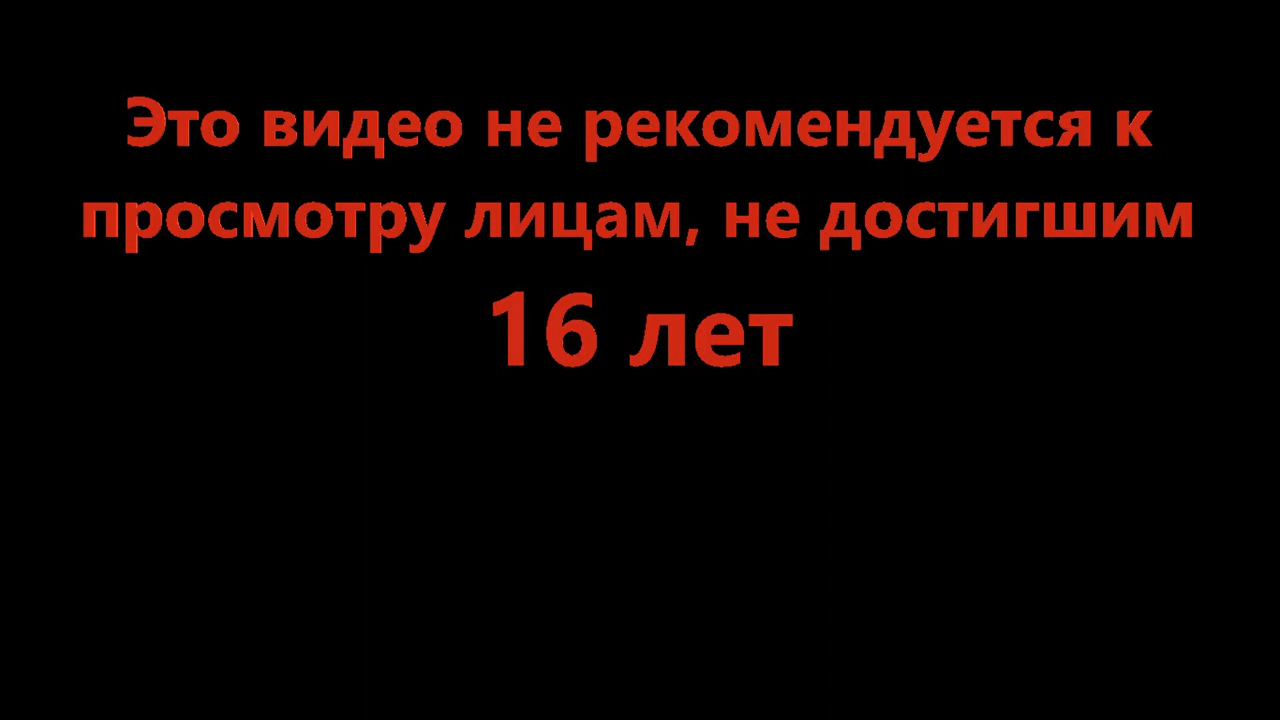 Это видео не рекомендуется к
просмотру лицам, не достигшим
16 лет